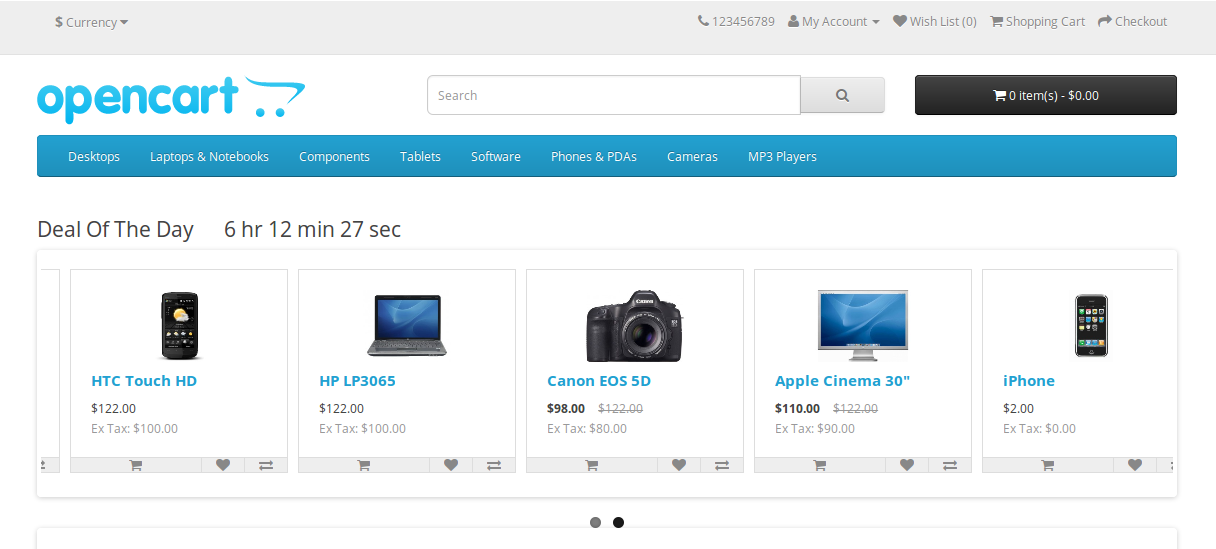 $ Currency
123456789 My Account Wish List (0) Shopping Cart Checkout
opencart
Search
0 item(s) - $0.00
Desktops Laptops & Notebooks Components Tablets Software Phones & PDAs Cameras MP3 Players
Deal Of The Day 6 hr 12 min 27 sec
HTC Touch HD
$122.00
Ex Tax: $100.00
HP LP3065
$122.00
Ex Tax: $100.00
Canon
Canon EOS 5D
$98.00 $122.00
Ex Tax: $80.00
Apple Cinema 30"
$110.00 $122.00
Ex Tax: $90.00
iPhone
$2.00
Ex Tax: $0.00